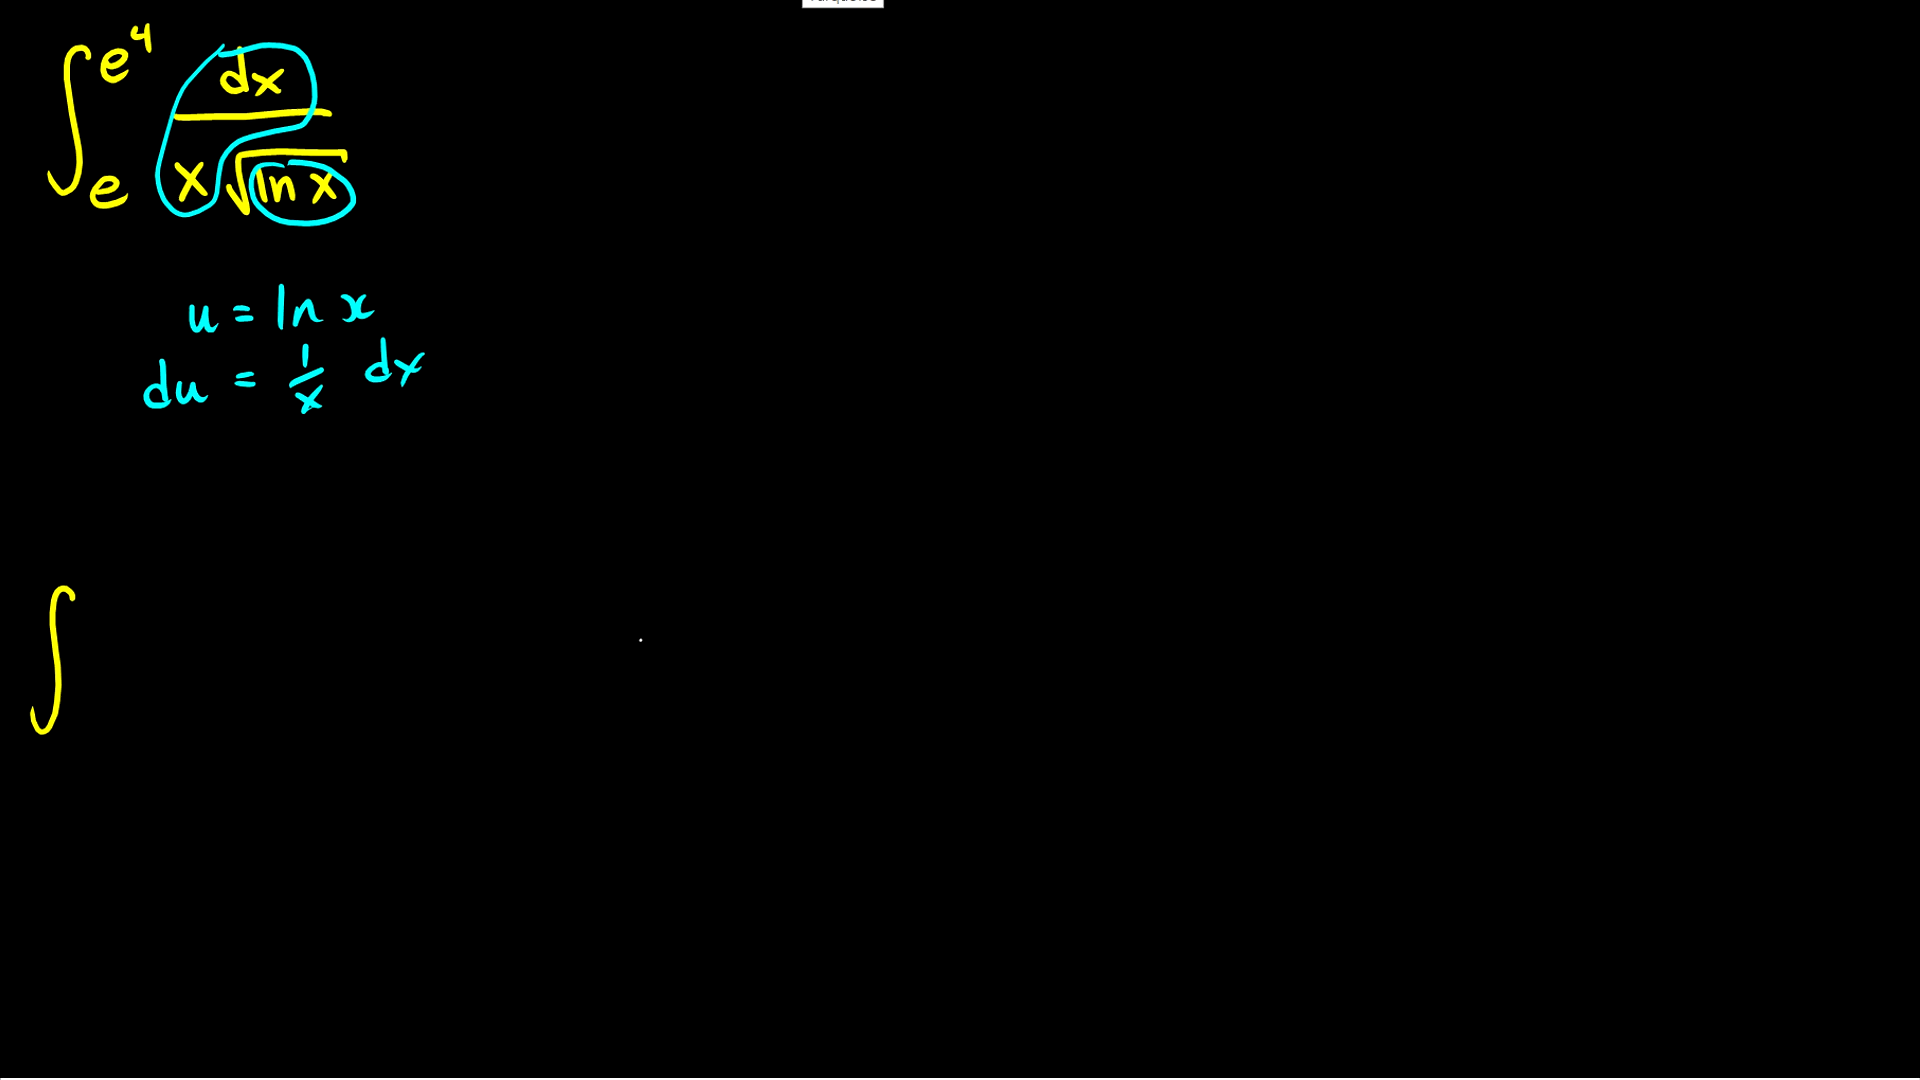 ∫_e^{e^4} dx / (x √(ln x))
u = ln x
du = 1/x dx
∫